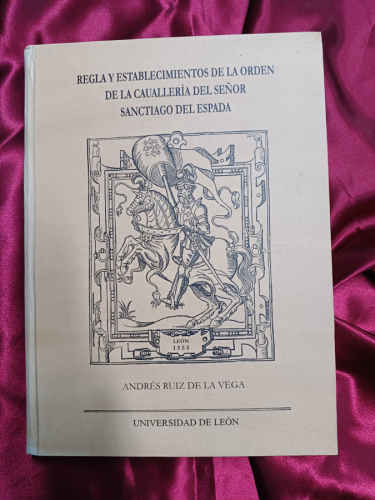 REGLA Y ESTABLECIMIENTOS DE LA ORDEN
DE LA CAUALLERÍA DEL SEÑOR
SANCTIAGO DEL ESPADA
LEÓN
1555
ANDRÉS RUIZ DE LA VEGA
UNIVERSIDAD DE LEÓN